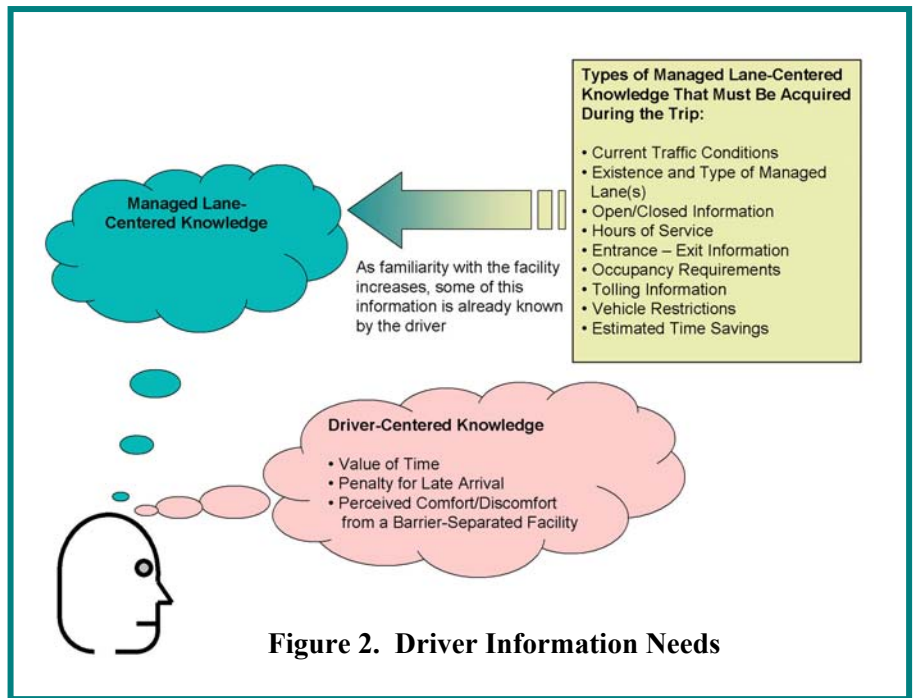 Types of Managed Lane-Centered
Knowledge That Must Be Acquired
During the Trip:
• Current Traffic Conditions
• Existence and Type of Managed
Lane(s)
• Open/Closed Information
• Hours of Service
• Entrance – Exit Information
• Occupancy Requirements
• Tolling Information
• Vehicle Restrictions
• Estimated Time Savings
Managed Lane-
Centered Knowledge
As familiarity with the facility
increases, some of this
information is already known
by the driver
Driver-Centered Knowledge
• Value of Time
• Penalty for Late Arrival
• Perceived Comfort/Discomfort
from a Barrier-Separated Facility
Figure 2. Driver Information Needs